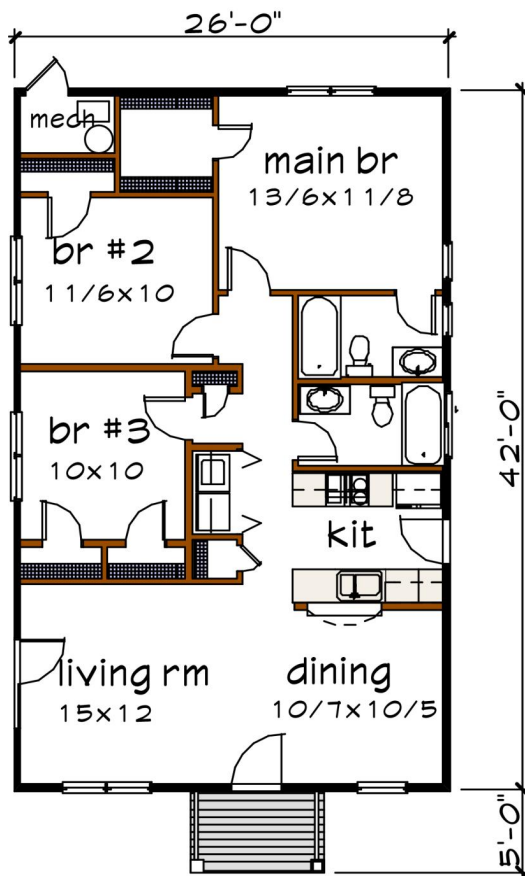 26'-0"
mech
main br
13/6x11/8
br #2
11/6x10
42'-0"
br #3
10x10
kit
living rm
15x12
dining
10/7x10/5
5'-0"